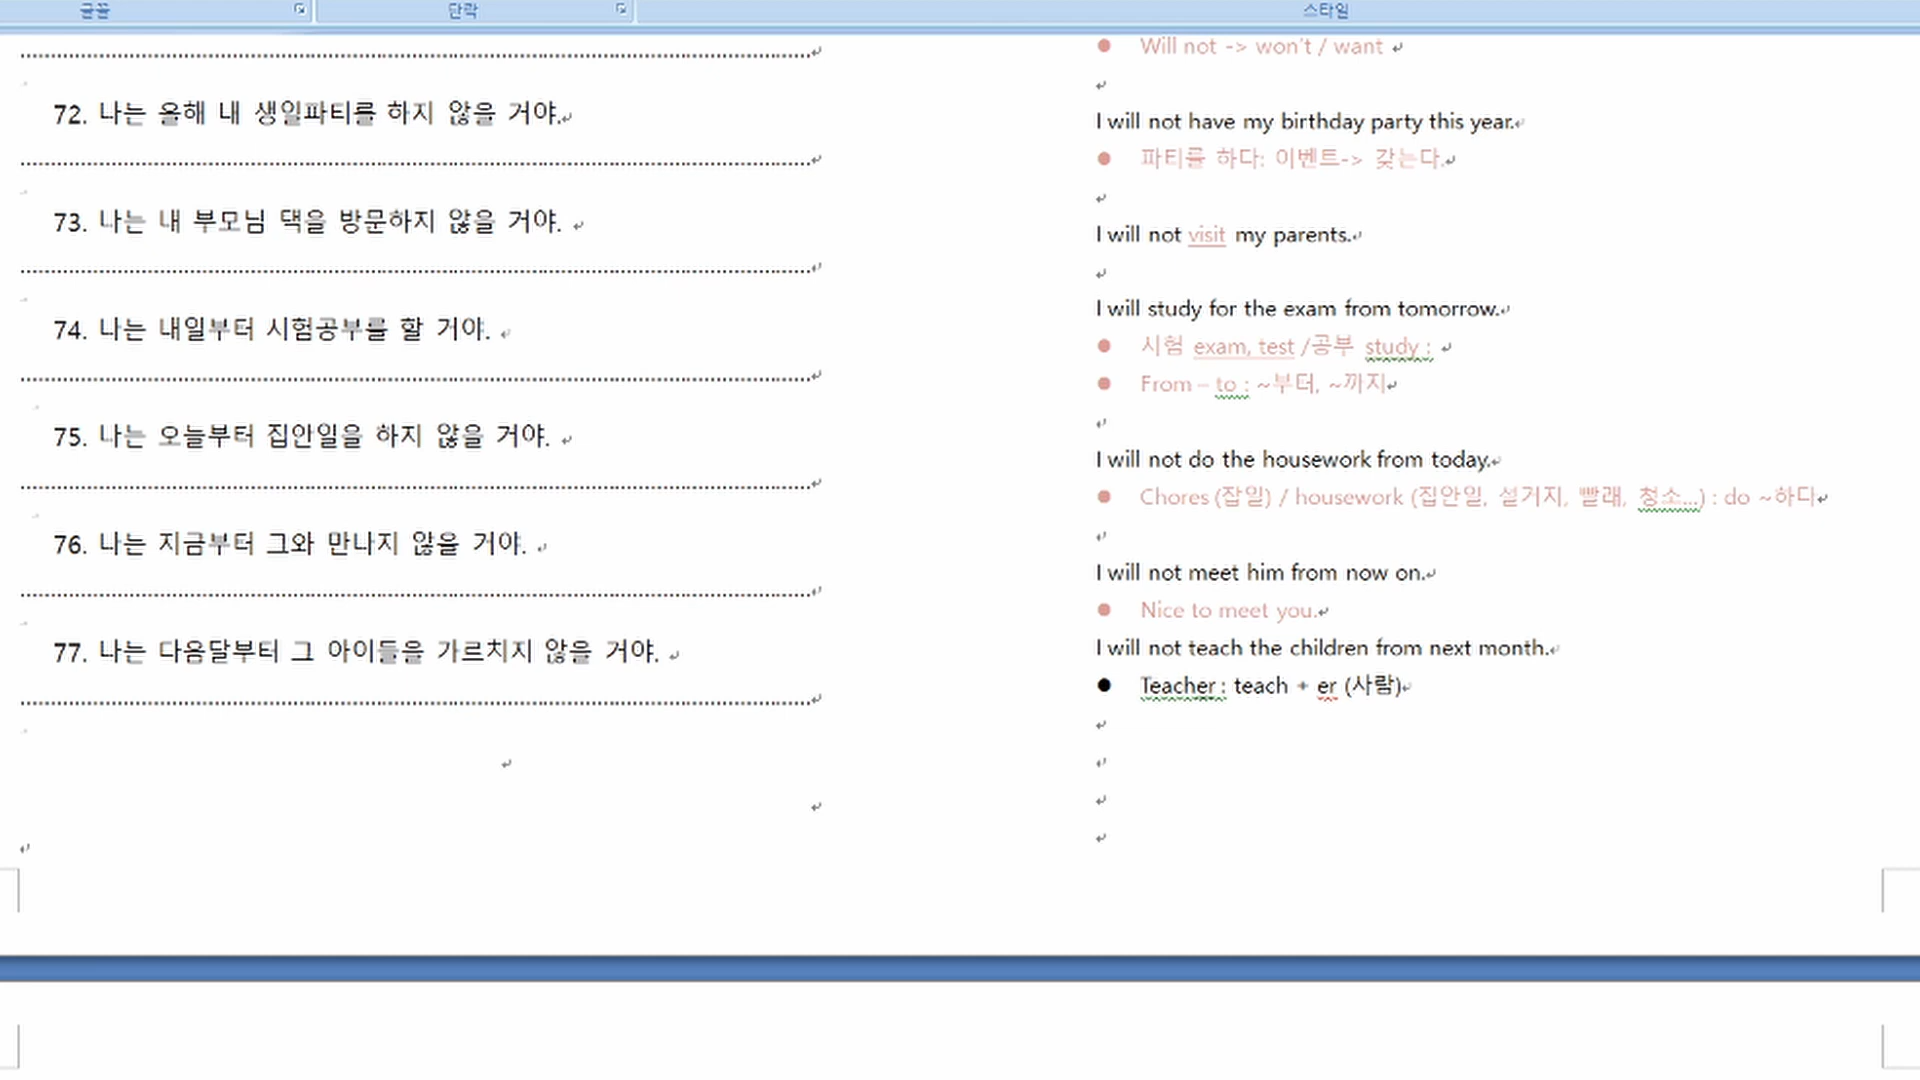 글꼴
단락
스타일
72. 나는 올해 내 생일파티를 하지 않을 거야.
73. 나는 내 부모님 댁을 방문하지 않을 거야.
74. 나는 내일부터 시험공부를 할 거야.
75. 나는 오늘부터 집안일을 하지 않을 거야.
76. 나는 지금부터 그와 만나지 않을 거야.
77. 나는 다음달부터 그 아이들을 가르치지 않을 거야.
● Will not -> won't / want
I will not have my birthday party this year.
● 파티를 하다: 이벤트-> 갖는다.
I will not visit my parents.
I will study for the exam from tomorrow.
● 시험 exam, test /공부 study :
● From – to : ~부터, ~까지
I will not do the housework from today.
● Chores (잡일) / housework (집안일, 설거지, 빨래, 청소...) : do ~하다
I will not meet him from now on.
● Nice to meet you.
I will not teach the children from next month.
● Teacher : teach + er (사람)